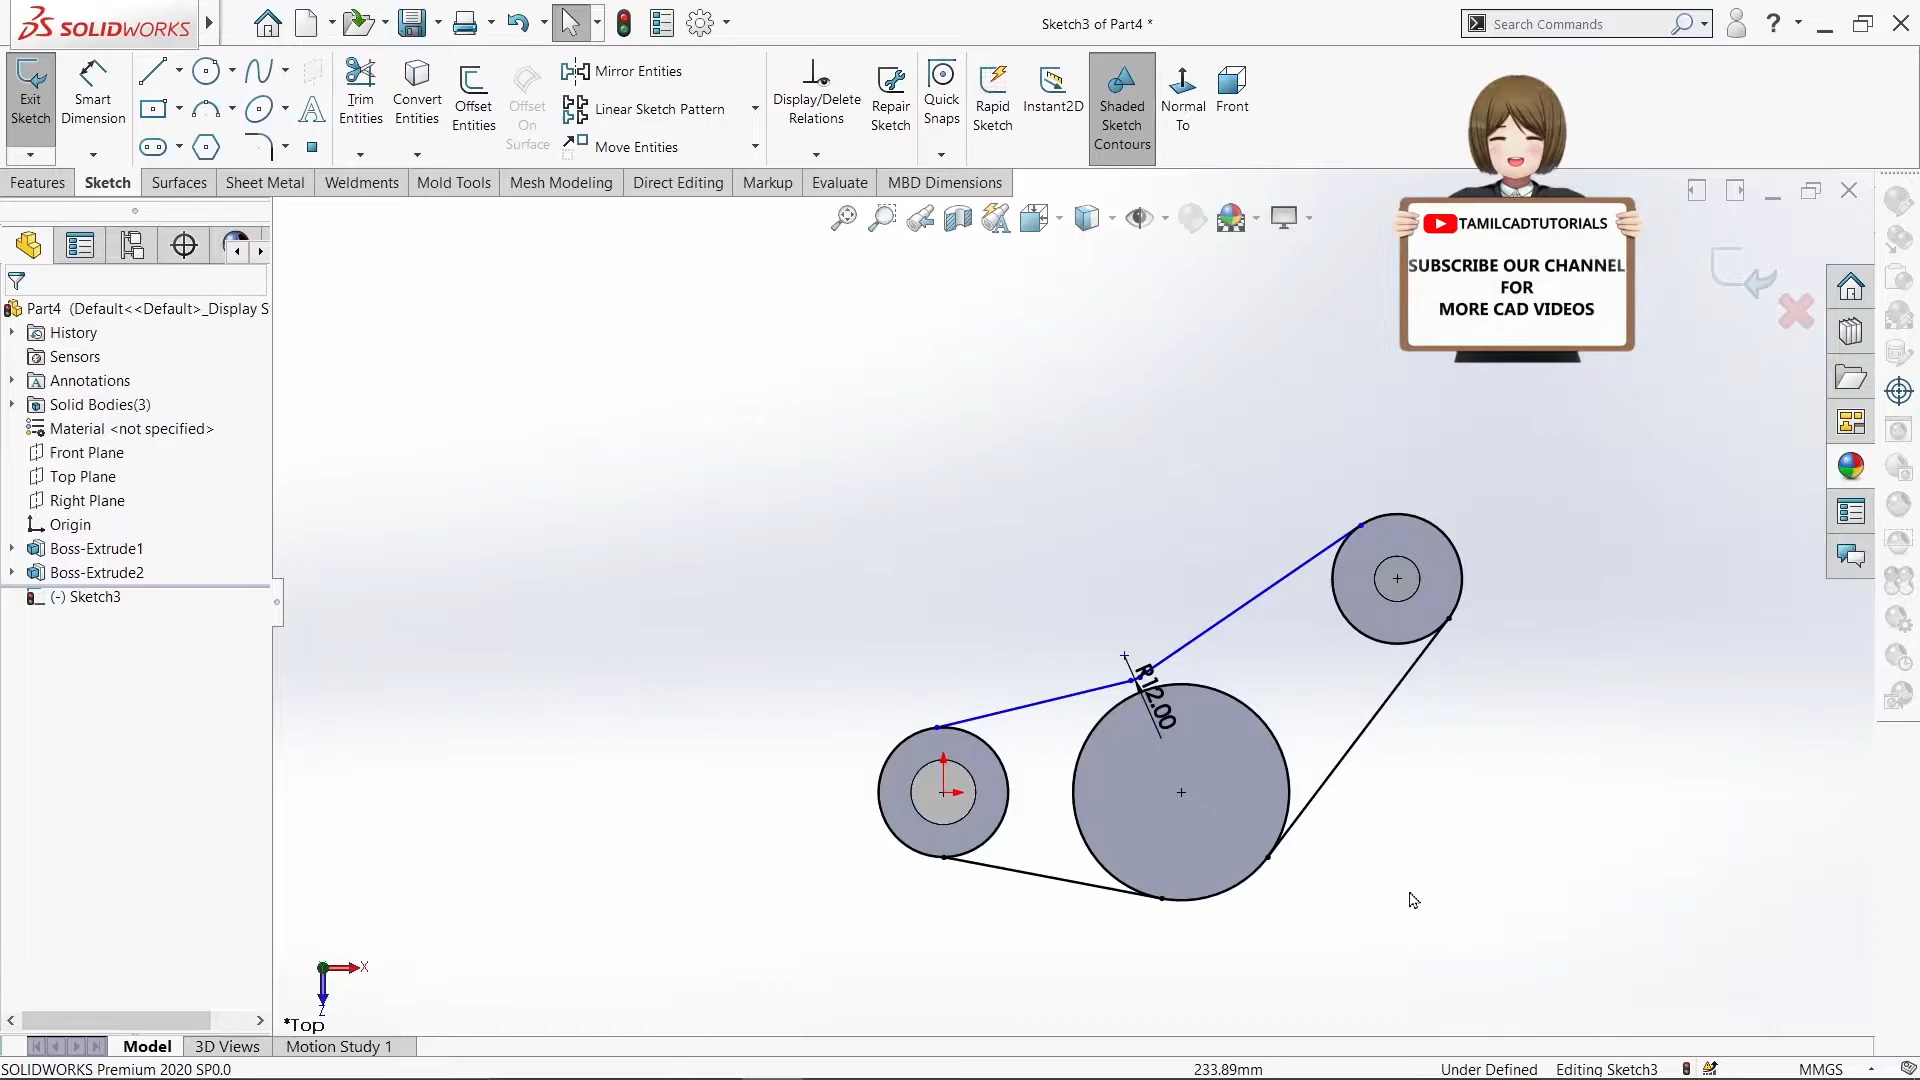 SOLIDWORKS
Sketch3 of Part4 *
Search Commands
?
Exit
Sketch
Smart
Dimension
Trim
Entities
Convert
Entities
Offset
Entities
Offset
On
Surface
Mirror Entities
Linear Sketch Pattern
Move Entities
Display/Delete
Relations
Repair
Sketch
Quick
Snaps
Rapid
Sketch
Instant2D
Shaded
Sketch
Contours
Normal
To
Front
Features
Sketch
Surfaces
Sheet Metal
Weldments
Mold Tools
Mesh Modeling
Direct Editing
Markup
Evaluate
MBD Dimensions
TAMILCADTUTORIALS
SUBSCRIBE OUR CHANNEL
FOR
MORE CAD VIDEOS
Part4 (Default<<Default>_Display S
History
Sensors
Annotations
Solid Bodies(3)
Material <not specified>
Front Plane
Top Plane
Right Plane
Origin
Boss-Extrude1
Boss-Extrude2
(-) Sketch3
R12.00
X
Z
*Top
Model
3D Views
Motion Study 1
SOLIDWORKS Premium 2020 SP0.0
233.89mm
Under Defined
Editing Sketch3
MMGS